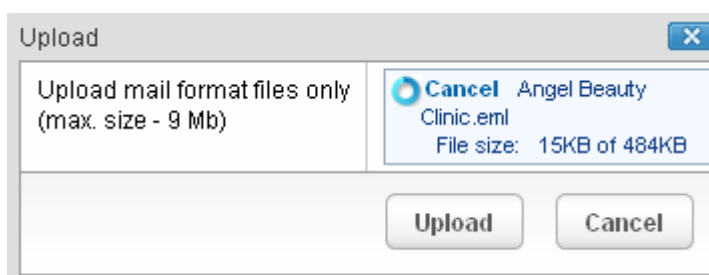 Upload
Upload mail format files only
(max. size - 9 Mb)
Cancel Angel Beauty
Clinic.eml
File size: 15KB of 484KB
Upload Cancel